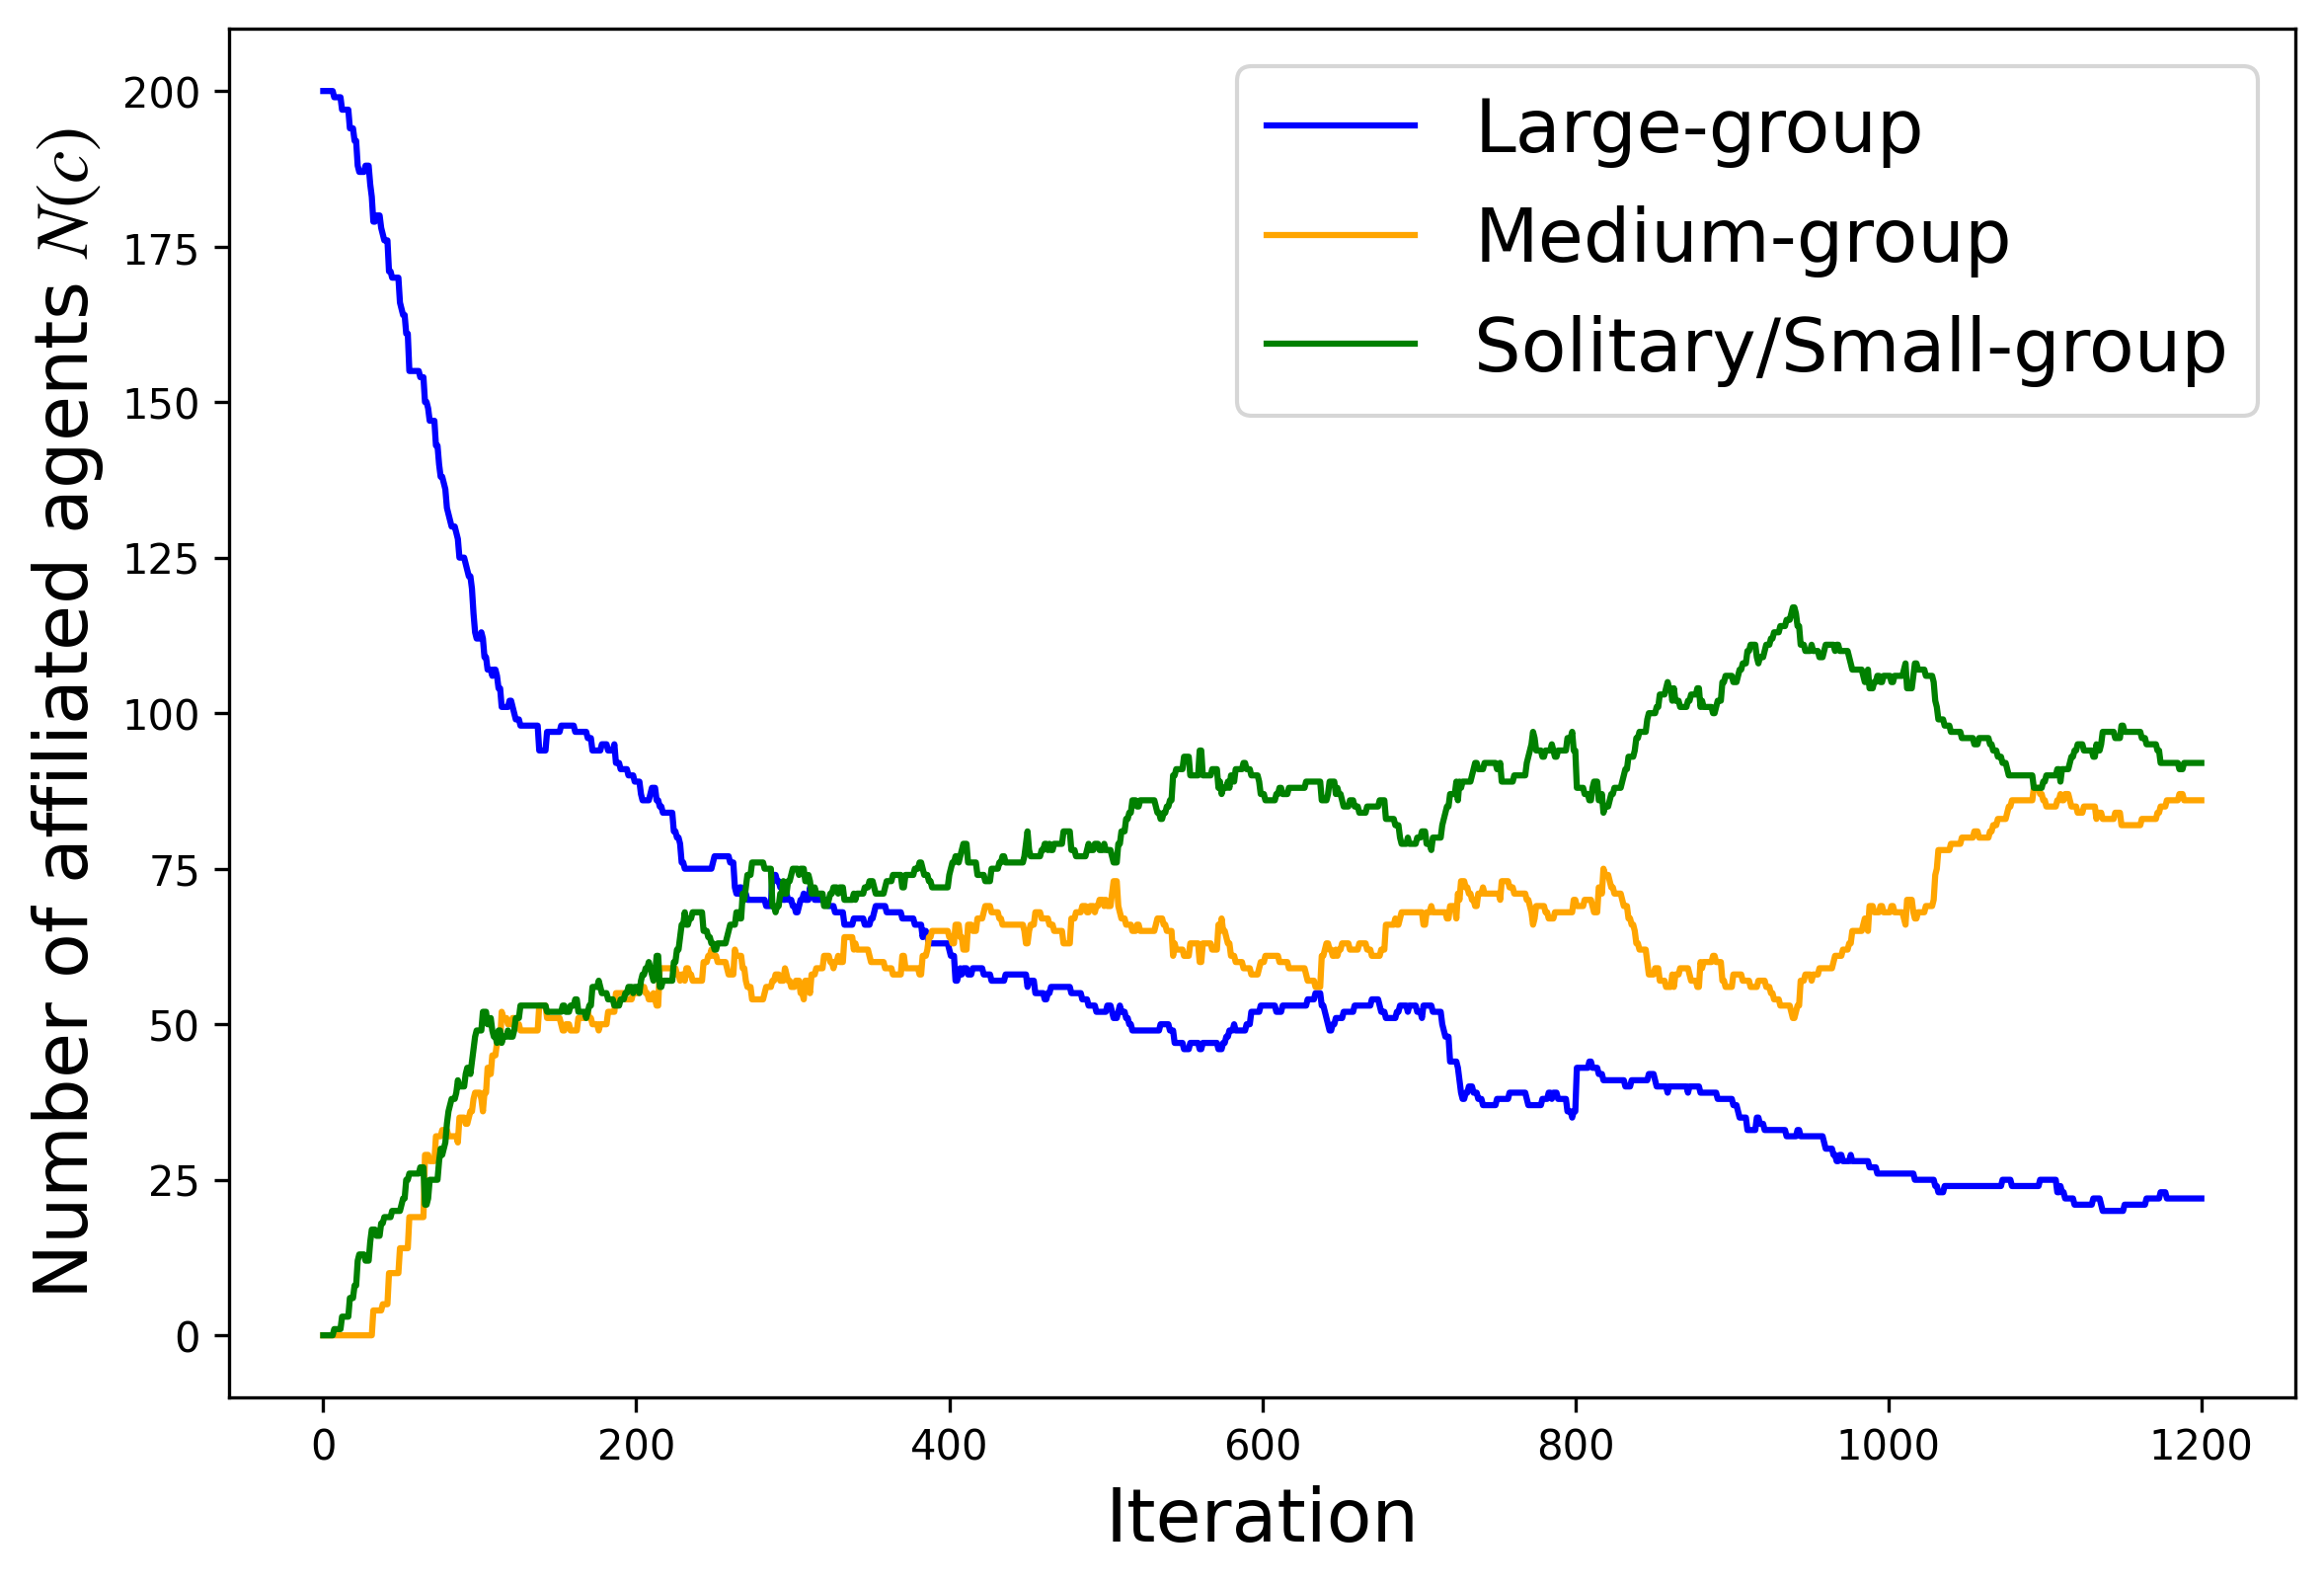 Number of affiliated agents N(c)
200
175
150
125
100
75
50
25
0
Large-group
Medium-group
Solitary/Small-group
0 200 400 600 800 1000 1200
Iteration